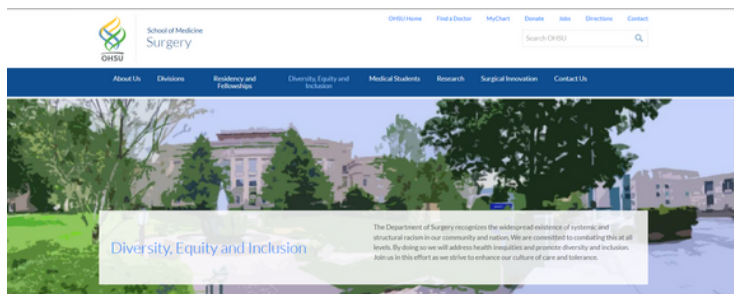 OHSU Home Find a Doctor MyChart Donate Jobs Directions Contact
School of Medicine
Surgery
Search OHSU
OHSU
About Us Divisions Residency and Fellowships Diversity, Equity and Inclusion Medical Students Research Surgical Innovation Contact Us
Diversity, Equity and Inclusion
The Department of Surgery recognizes the widespread existence of systemic and
structural racism in our community and nation. We are committed to combating this at all
levels. By doing so we will address health inequities and promote diversity and inclusion.
Join us in this effort as we strive to enhance our culture of care and tolerance.